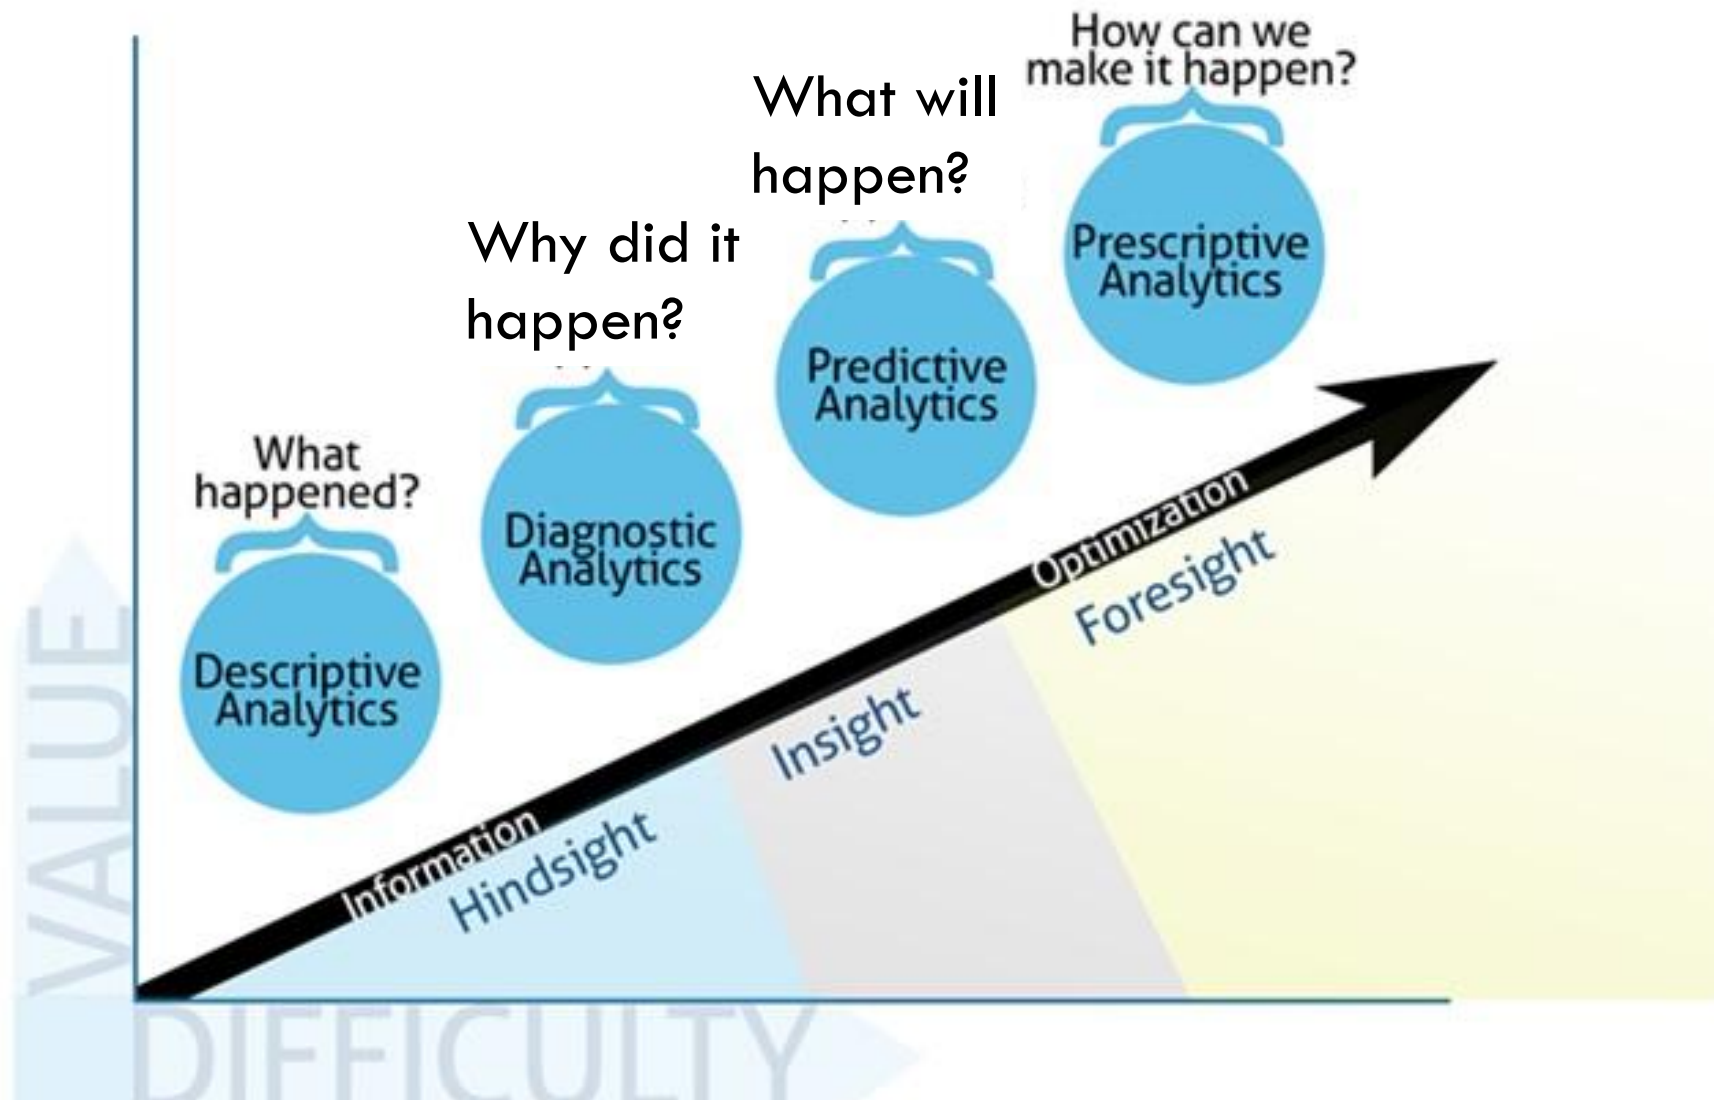 How can we
make it happen?
What will
happen?
Prescriptive
Analytics
Why did it
happen?
Predictive
Analytics
What
happened?
Diagnostic
Analytics
Descriptive
Analytics
Optimization
Foresight
Insight
Information
Hindsight
VALUE
DIFFICULTY